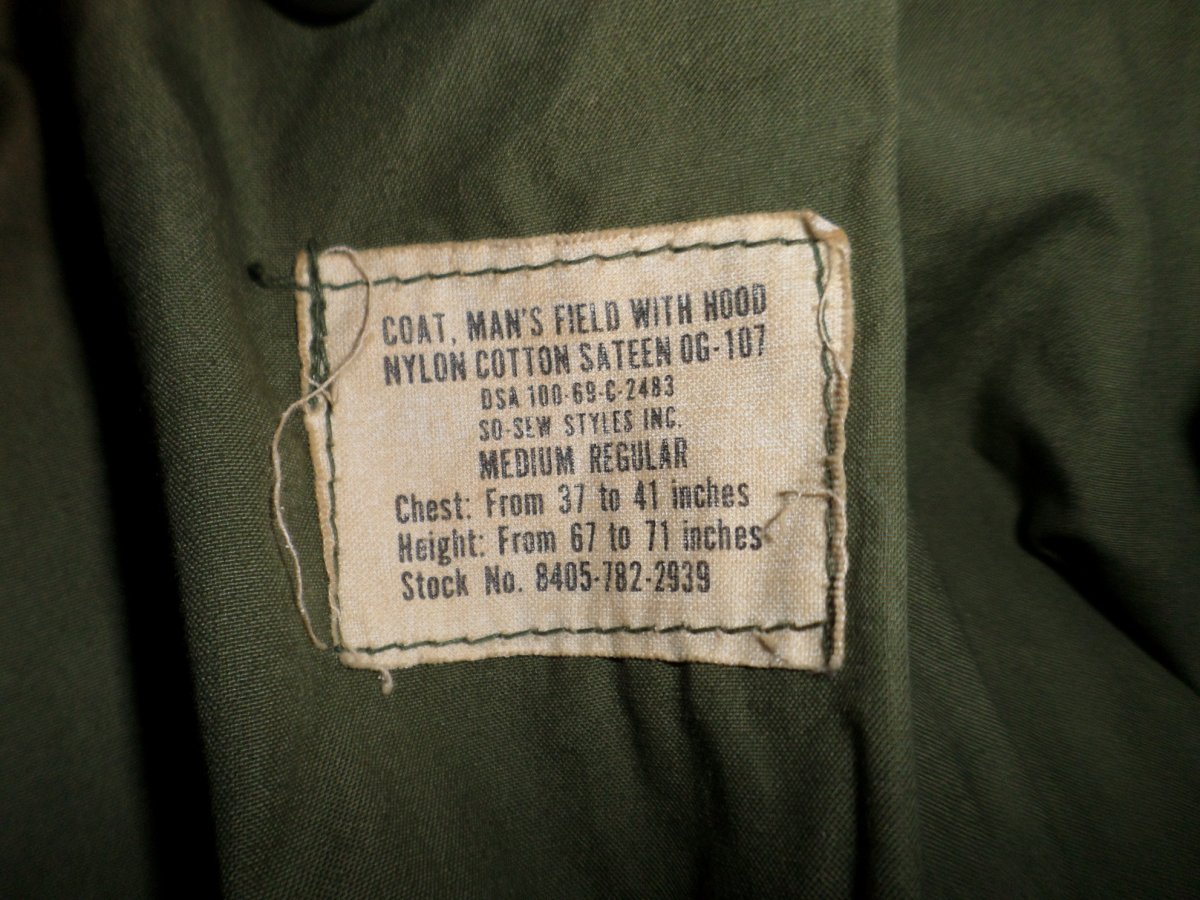 COAT, MAN'S FIELD WITH HOOD
NYLON COTTON SATEEN OG-107
DSA 100-69-C-2483
SO-SEW STYLES INC.
MEDIUM REGULAR
Chest: From 37 to 41 inches
Height: From 67 to 71 inches
Stock No. 8405-782-2939